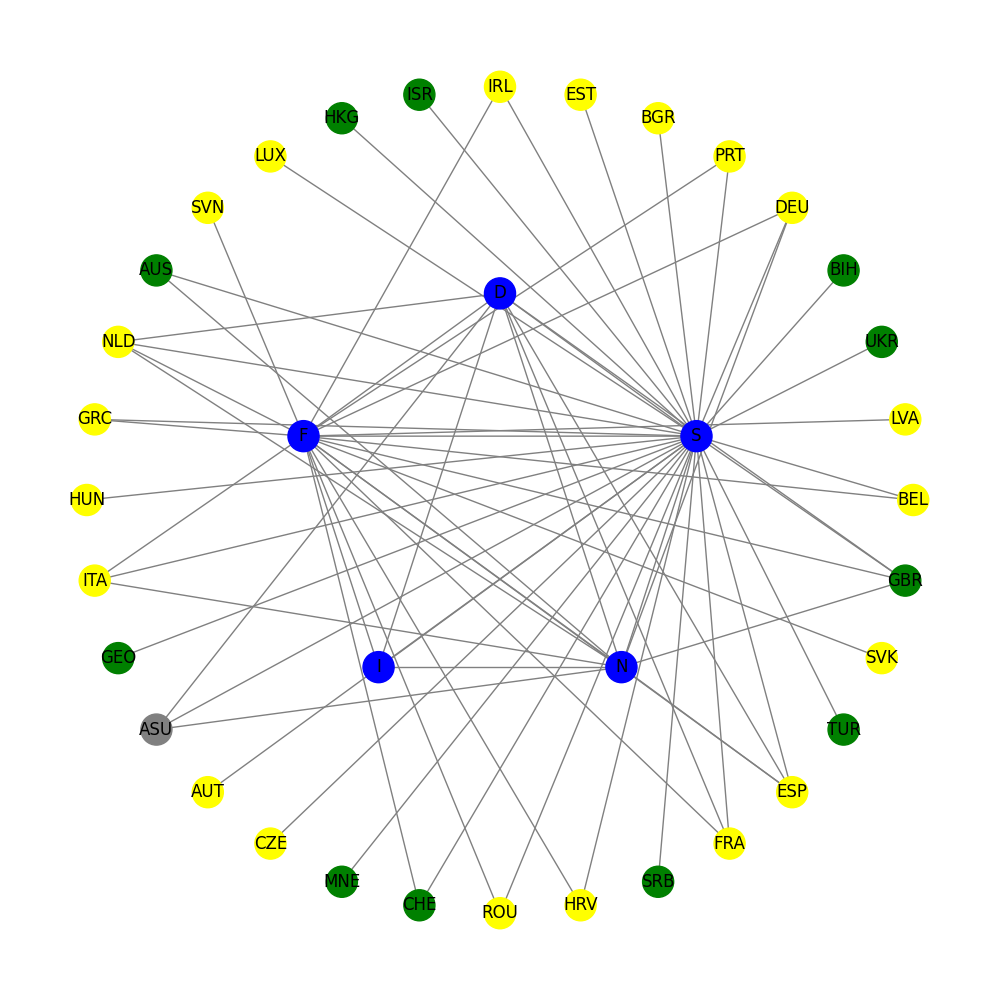 IRL
ISR
EST
HKG
BGR
LUX
PRT
SVN
DEU
AUS
BIH
D
NLD
UKR
GRC
LVA
F
S
HUN
BEL
ITA
GBR
GEO
SVK
I
N
ASU
TUR
AUT
ESP
CZE
FRA
MNE
SRB
CHE
HRV
ROU